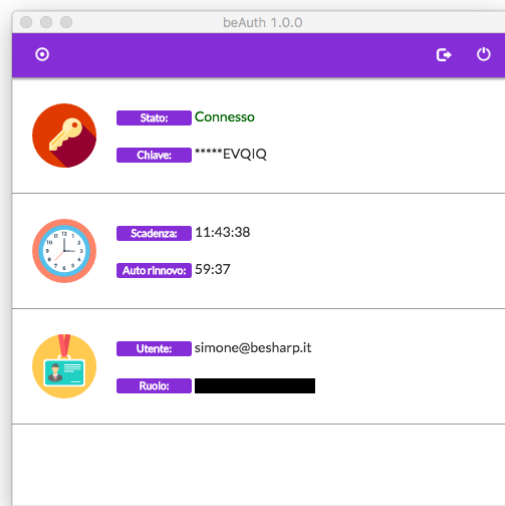 beAuth 1.0.0
Stato: Connesso
Chiave: *****EVQIQ
Scadenza: 11:43:38
Auto rinnovo: 59:37
Utente: simone@besharp.it
Ruolo: